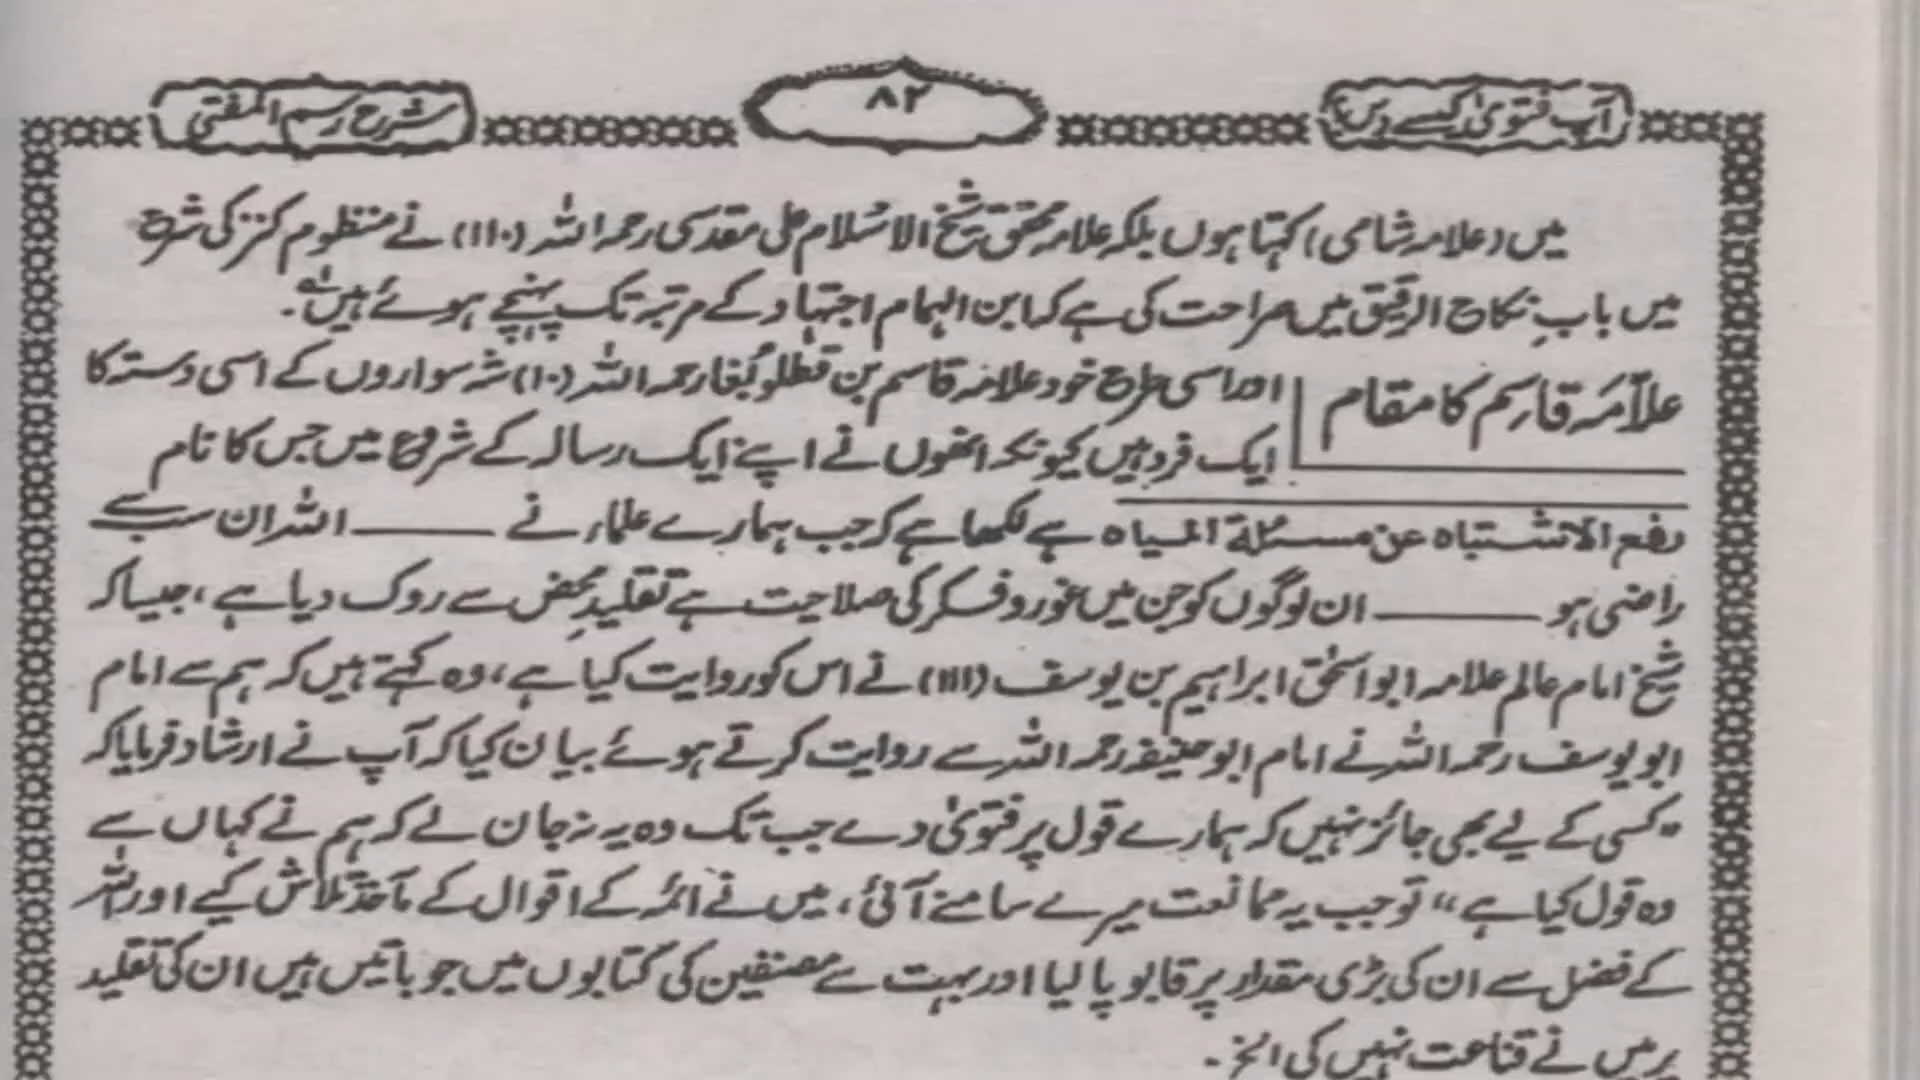 آپ فتویٰ کیسے دیں؟
۸۲
شرح رسم المفتی
میں (علامہ شامی) کہتا ہوں بلکہ علامہ محقق شیخ الاسلام علی مقدسی رحمہ اللہ (۱۱۰) نے منظوم کنز کی شرح
میں باب نکاح الرقیق میں صراحت کی ہے کہ ابن الہمام اجتہاد کے مرتبہ تک پہنچے ہوئے ہیں۔
علامہ قاسم کا مقام
اور اسی طرح خود علامہ قاسم بن قطلوبغا رحمہ اللہ (۱۰) شہ سواروں کے اسی دستہ کا
ایک فرد ہیں کیونکہ انھوں نے اپنے ایک رسالہ کے شروع میں جس کا نام
رفع الاشتباہ عن مسئلۃ المیاہ ہے لکھا ہے کہ جب ہمارے علماء نے ——— اللہ ان سب سے
راضی ہو ——— ان لوگوں کو جن میں غور و فکر کی صلاحیت ہے تقلیدِ محض سے روک دیا ہے، جیسا کہ
شیخ امام عالم علامہ ابو اسحٰق ابراہیم بن یوسف (۱۱۱) نے اس کو روایت کیا ہے، وہ کہتے ہیں کہ ہم سے امام
ابو یوسف رحمہ اللہ نے امام ابو حنیفہ رحمہ اللہ سے روایت کرتے ہوئے بیان کیا کہ آپ نے ارشاد فرمایا کہ
"کسی کے لیے بھی جائز نہیں کہ ہمارے قول پر فتویٰ دے جب تک وہ یہ نہ جان لے کہ ہم نے کہاں سے
وہ قول کیا ہے" تو جب یہ ممانعت میرے سامنے آئی، میں نے ائمہ کے اقوال کے مآخذ تلاش کیے اور اللہ
کے فضل سے ان کی بڑی مقدار پر قابو پا لیا اور بہت سے مصنفین کی کتابوں میں جو باتیں ہیں ان کی تقلید
پر میں نے قناعت نہیں کی الخ۔